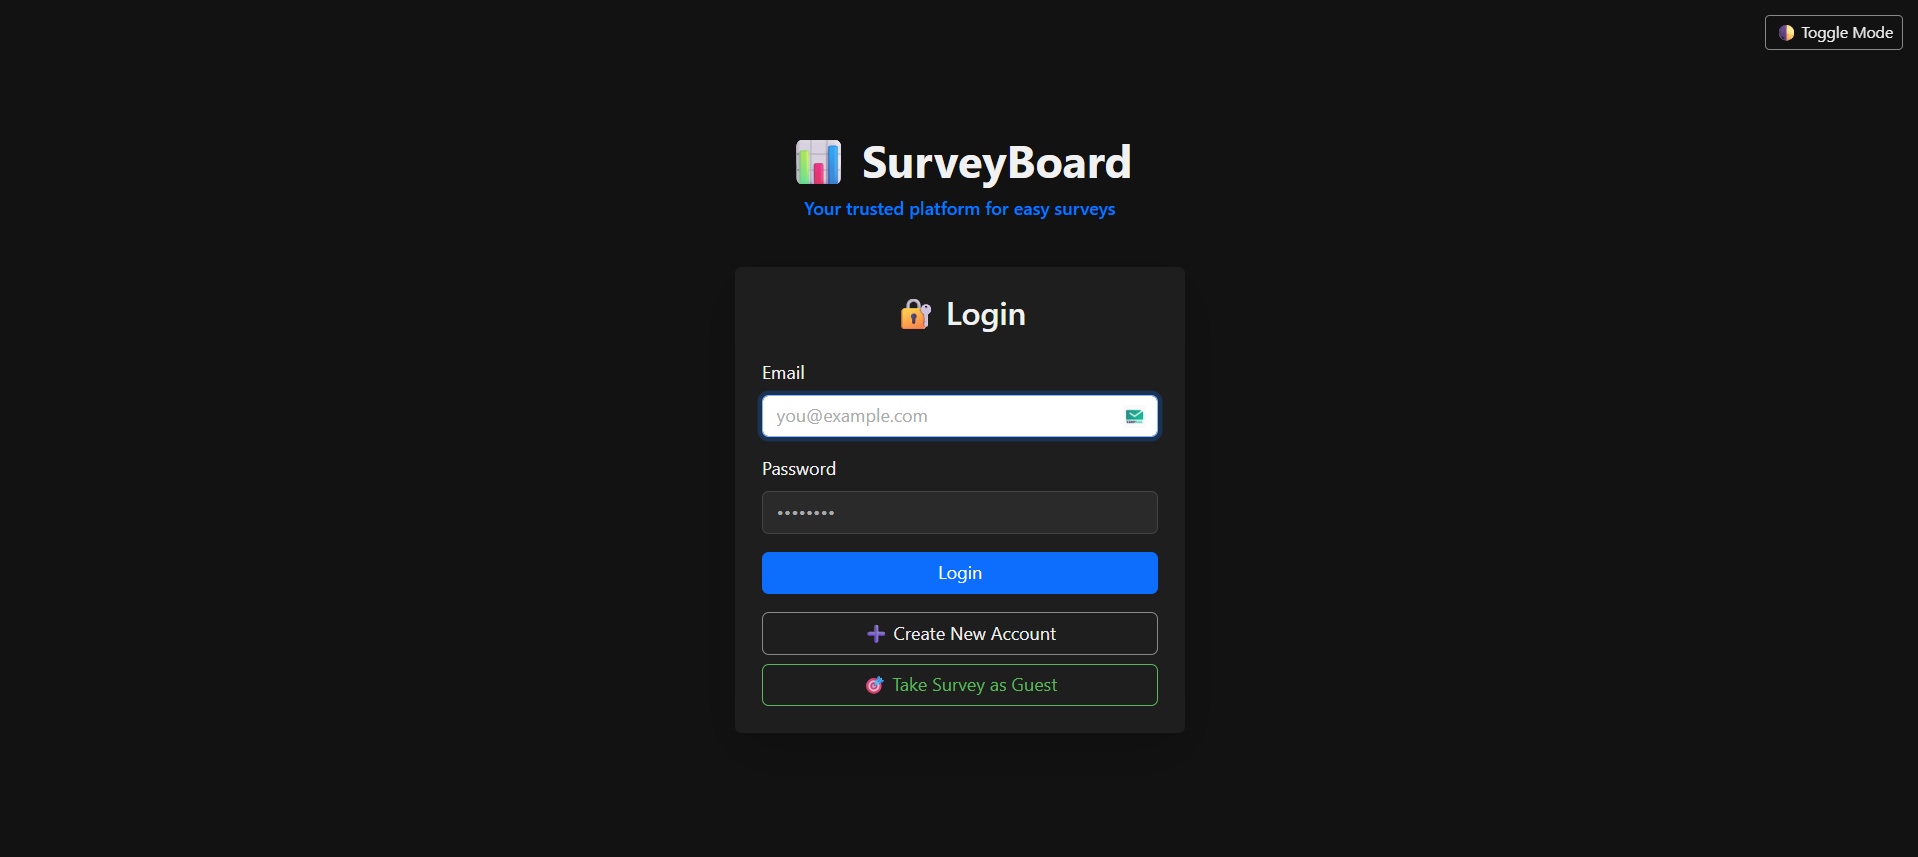 Toggle Mode
SurveyBoard
Your trusted platform for easy surveys
Login
Email
you@example.com
Password
••••••••
Login
Create New Account
Take Survey as Guest